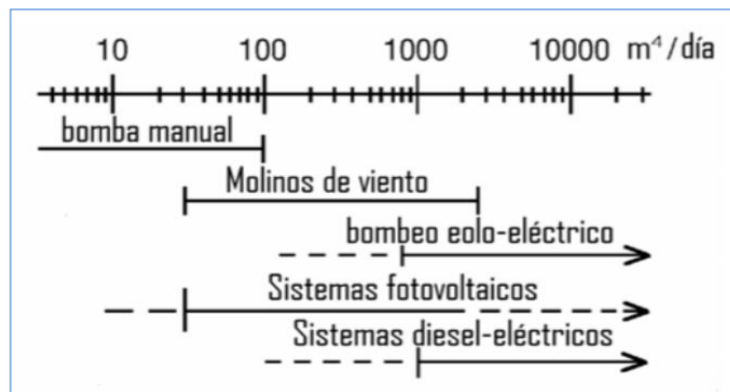 10 100 1000 10000 m⁴/día
bomba manual
Molinos de viento
bombeo eolo-eléctrico
Sistemas fotovoltaicos
Sistemas diesel-eléctricos